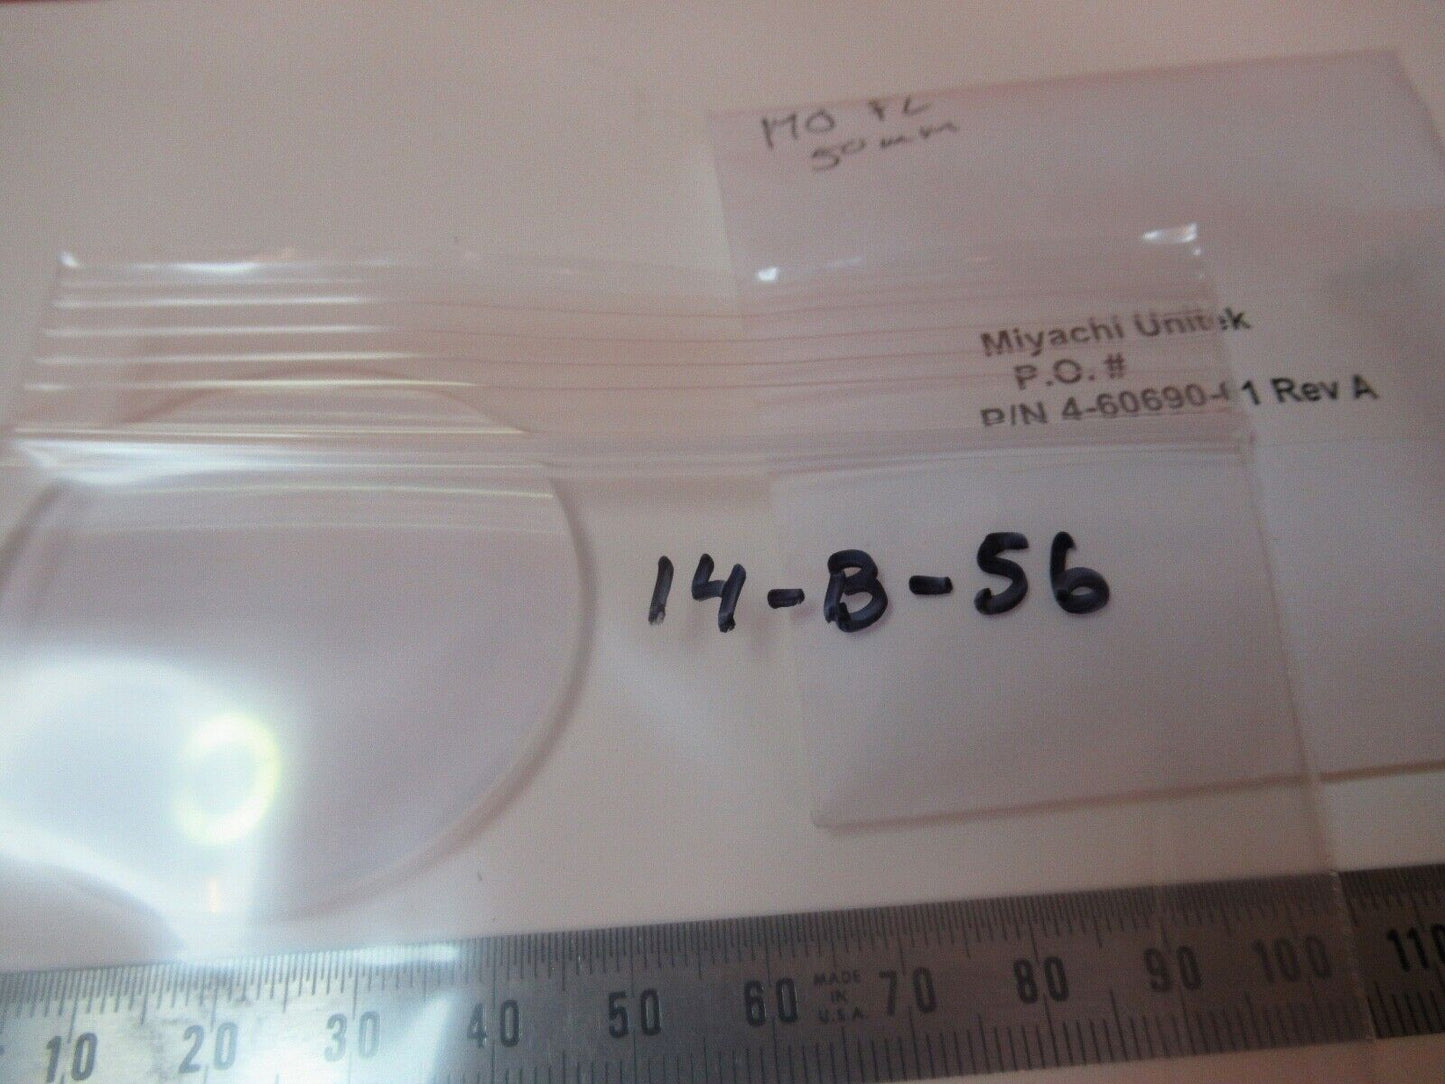 170 FL
50mm
Miyachi Unitek
P.O. #
P/N 4-60690-01 Rev A
14-B-56
10 20 30 40 50 60 MADE IN U.S.A. 70 80 90 100 110